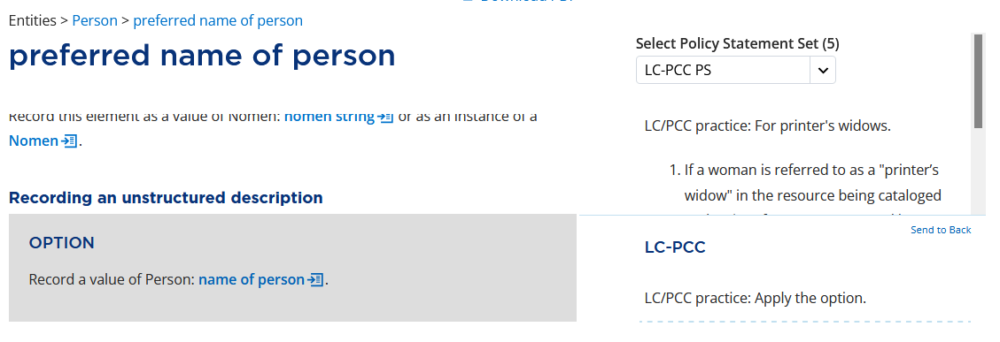 Entities > Person > preferred name of person
preferred name of person
Record this element as a value of Nomen: nomen string or as an instance of a
Nomen.
Recording an unstructured description
OPTION
Record a value of Person: name of person.
Select Policy Statement Set (5)
LC-PCC PS
LC/PCC practice: For printer's widows.
1. If a woman is referred to as a "printer’s
widow" in the resource being cataloged
Send to Back
LC-PCC
LC/PCC practice: Apply the option.